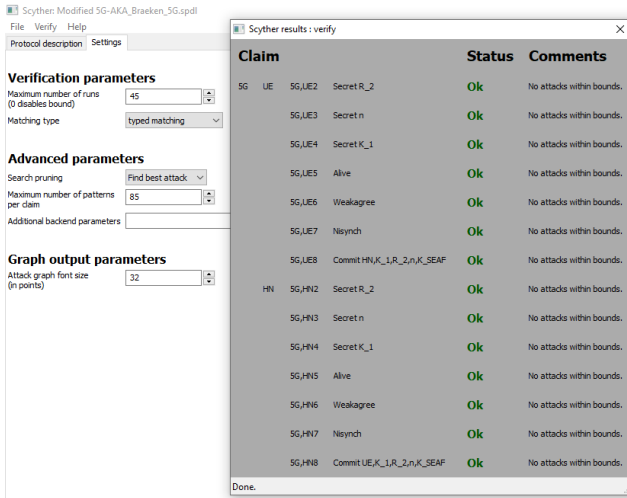 Scyther: Modified 5G-AKA_Braeken_5G.spdl
File Verify Help
Protocol description Settings
Verification parameters
Maximum number of runs
(0 disables bound)
45
Matching type
typed matching
Advanced parameters
Search pruning
Find best attack
Maximum number of patterns
per claim
85
Additional backend parameters
Graph output parameters
Attack graph font size
(in points)
32
Scyther results : verify
Claim Status Comments
5G UE 5G,UE2 Secret R_2 Ok No attacks within bounds.
5G,UE3 Secret n Ok No attacks within bounds.
5G,UE4 Secret K_1 Ok No attacks within bounds.
5G,UE5 Alive Ok No attacks within bounds.
5G,UE6 Weakagree Ok No attacks within bounds.
5G,UE7 Nisynch Ok No attacks within bounds.
5G,UE8 Commit HN,K_1,R_2,n,K_SEAF Ok No attacks within bounds.
HN 5G,HN2 Secret R_2 Ok No attacks within bounds.
5G,HN3 Secret n Ok No attacks within bounds.
5G,HN4 Secret K_1 Ok No attacks within bounds.
5G,HN5 Alive Ok No attacks within bounds.
5G,HN6 Weakagree Ok No attacks within bounds.
5G,HN7 Nisynch Ok No attacks within bounds.
5G,HN8 Commit UE,K_1,R_2,n,K_SEAF Ok No attacks within bounds.
Done.